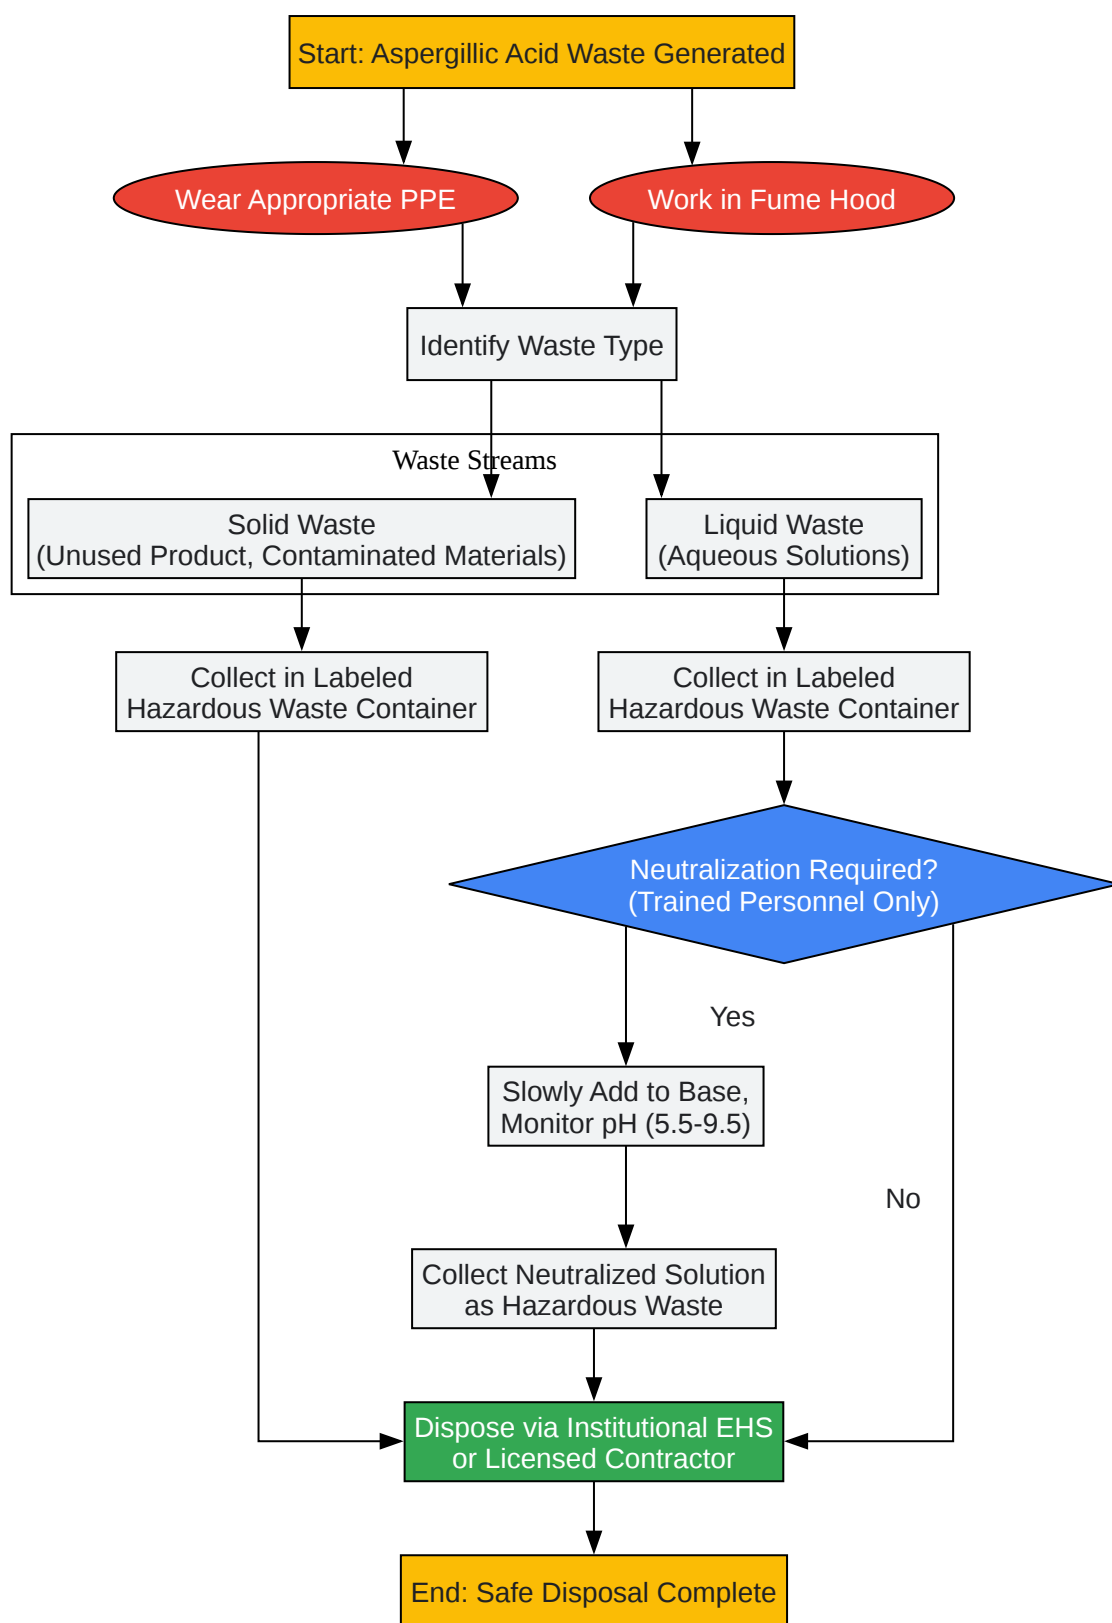 Start: Aspergillic Acid Waste Generated
Wear Appropriate PPE
Work in Fume Hood
Identify Waste Type
Waste Streams
Solid Waste
(Unused Product, Contaminated Materials)
Liquid Waste
(Aqueous Solutions)
Collect in Labeled
Hazardous Waste Container
Collect in Labeled
Hazardous Waste Container
Neutralization Required?
(Trained Personnel Only)
Yes
Slowly Add to Base,
Monitor pH (5.5-9.5)
No
Collect Neutralized Solution
as Hazardous Waste
Dispose via Institutional EHS
or Licensed Contractor
End: Safe Disposal Complete